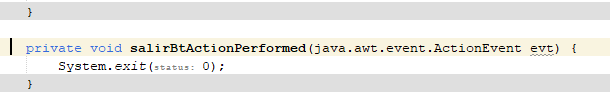 }
private void salirBtActionPerformed(java.awt.event.ActionEvent evt) {
System.exit(status: 0);
}